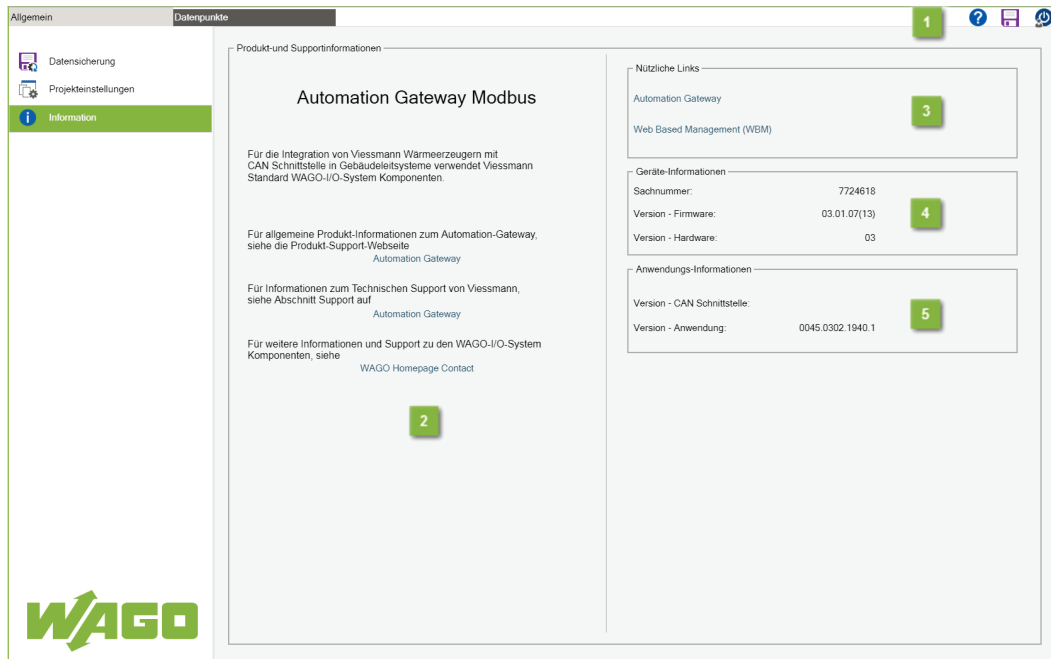 Allgemein
Datenpunkte
1
?
Datensicherung
Projekteinstellungen
i
Information
Produkt-und Supportinformationen
Automation Gateway Modbus
Für die Integration von Viessmann Wärmeerzeugern mit
CAN Schnittstelle in Gebäudeleitsysteme verwendet Viessmann
Standard WAGO-I/O-System Komponenten.
Für allgemeine Produkt-Informationen zum Automation-Gateway,
siehe die Produkt-Support-Webseite
Automation Gateway
Für Informationen zum Technischen Support von Viessmann,
siehe Abschnitt Support auf
Automation Gateway
Für weitere Informationen und Support zu den WAGO-I/O-System
Komponenten, siehe
WAGO Homepage Contact
2
Nützliche Links
Automation Gateway
Web Based Management (WBM)
3
Geräte-Informationen
Sachnummer: 7724618
Version - Firmware: 03.01.07(13)
Version - Hardware: 03
4
Anwendungs-Informationen
Version - CAN Schnittstelle:
Version - Anwendung: 0045.0302.1940.1
5
WAGO